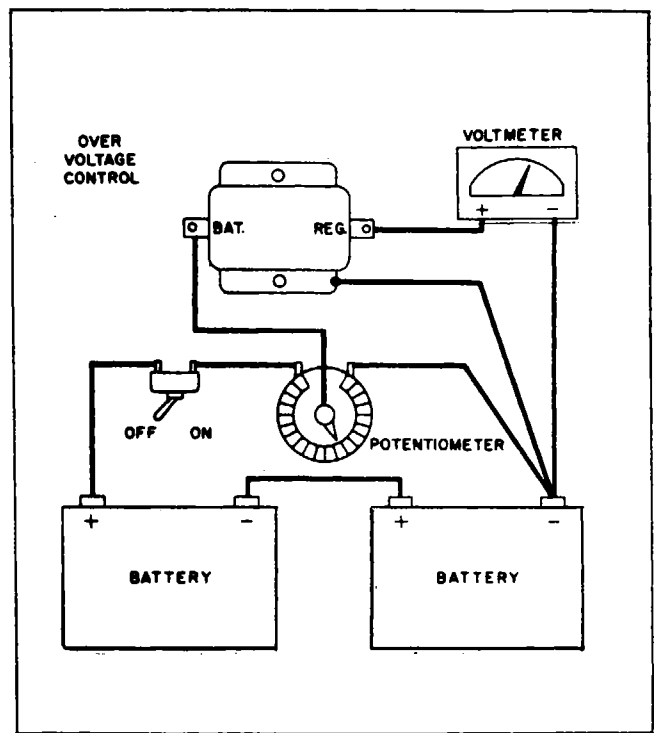 OVER
VOLTAGE
CONTROL
VOLTMETER
+ -
BAT. REG.
OFF ON
POTENTIOMETER
+ - + -
BATTERY BATTERY